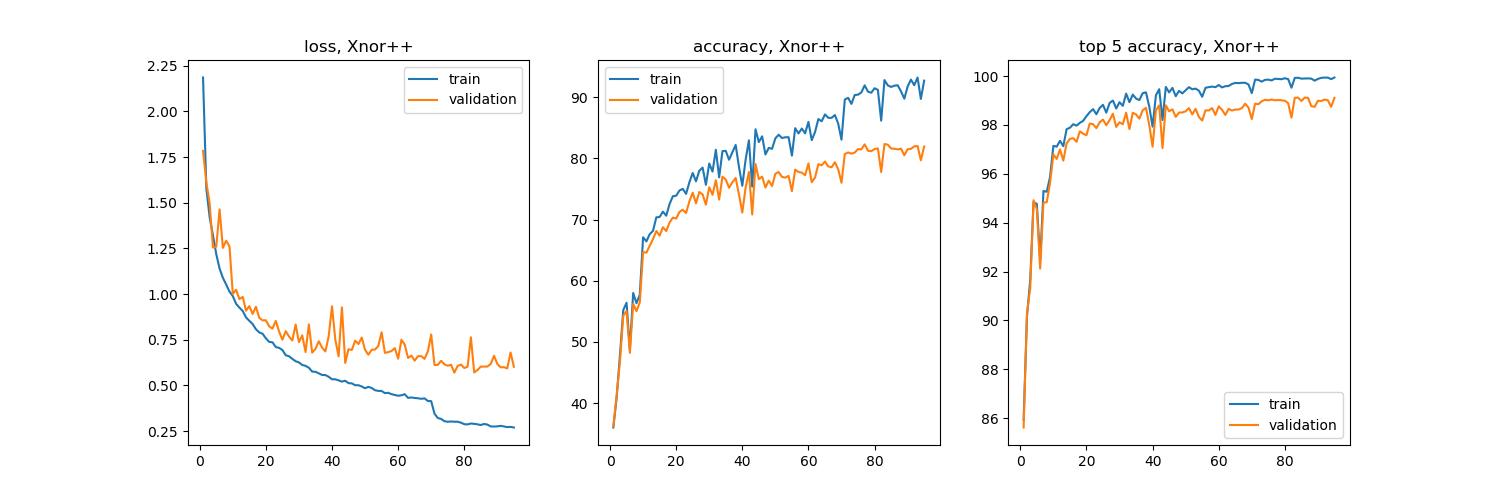 loss, Xnor++
train
validation
2.25
2.00
1.75
1.50
1.25
1.00
0.75
0.50
0.25
0 20 40 60 80
accuracy, Xnor++
train
validation
90
80
70
60
50
40
0 20 40 60 80
top 5 accuracy, Xnor++
100
98
96
94
92
90
88
86
train
validation
0 20 40 60 80